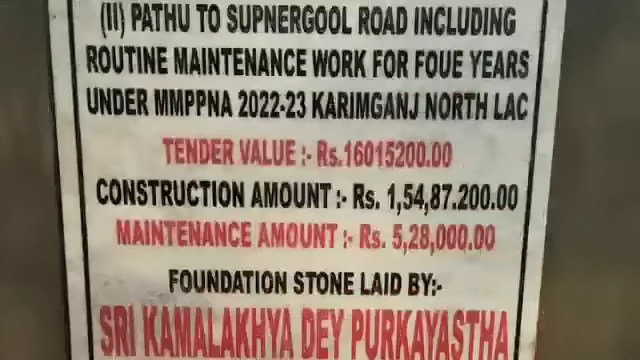 (II) PATHU TO SUPNERGOOL ROAD INCLUDING
ROUTINE MAINTENANCE WORK FOR FOUE YEARS
UNDER MMPPNA 2022-23 KARIMGANJ NORTH LAC
TENDER VALUE :- Rs.16015200.00
CONSTRUCTION AMOUNT :- Rs. 1,54,87.200.00
MAINTENANCE AMOUNT :- Rs. 5,28,000.00
FOUNDATION STONE LAID BY:-
SRI KAMALAKHYA DEY PURKAYASTHA